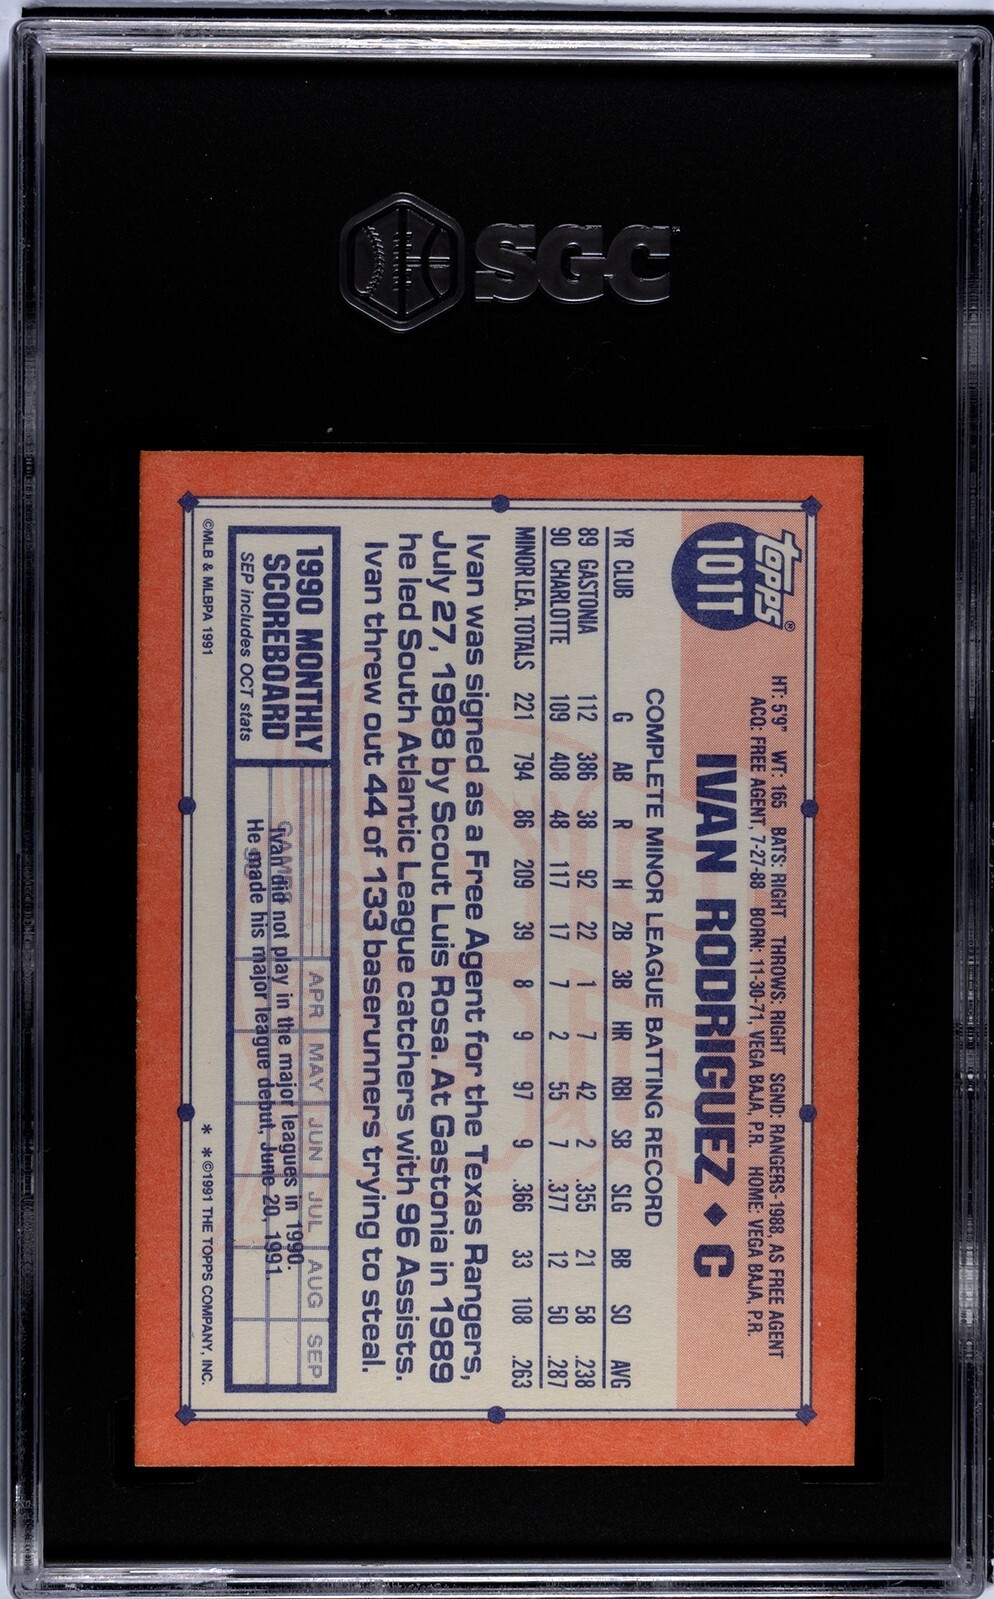 SGC
topps®
101T
HT: 5'9" WT: 165 BATS: RIGHT THROWS: RIGHT SGND: RANGERS-1988, AS FREE AGENT
ACQ: FREE AGENT, 7-27-88 BORN: 11-30-71, VEGA BAJA, P.R. HOME: VEGA BAJA, P.R.
IVAN RODRIGUEZ ◆ C
COMPLETE MINOR LEAGUE BATTING RECORD
YR CLUB G AB R H 2B 3B HR RBI SB SLG BB SO AVG
89 GASTONIA 112 386 38 92 22 1 7 42 2 .355 21 58 .238
90 CHARLOTTE 109 408 48 117 17 7 2 55 7 .377 12 50 .287
MINOR LEA. TOTALS 221 794 86 209 39 8 9 97 9 .366 33 108 .263
Ivan was signed as a Free Agent for the Texas Rangers,
July 27, 1988 by Scout Luis Rosa. At Gastonia in 1989
he led South Atlantic League catchers with 96 Assists.
Ivan threw out 44 of 133 baserunners trying to steal.
1990 MONTHLY
SCOREBOARD
SEP includes OCT stats
APR MAY JUN JUL AUG SEP
Ivan did not play in the major leagues in 1990.
He made his major league debut, June 20, 1991.
©MLB & MLBPA 1991
* * ©1991 THE TOPPS COMPANY, INC.